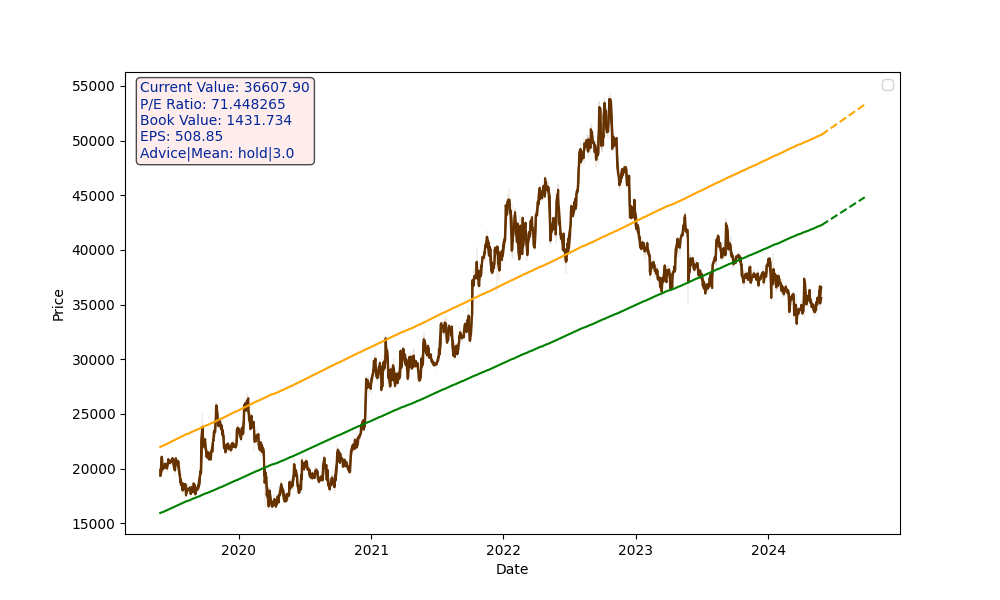 Current Value: 36607.90
P/E Ratio: 71.448265
Book Value: 1431.734
EPS: 508.85
Advice|Mean: hold|3.0
55000
50000
45000
40000
35000
30000
25000
20000
15000
Price
2020 2021 2022 2023 2024
Date